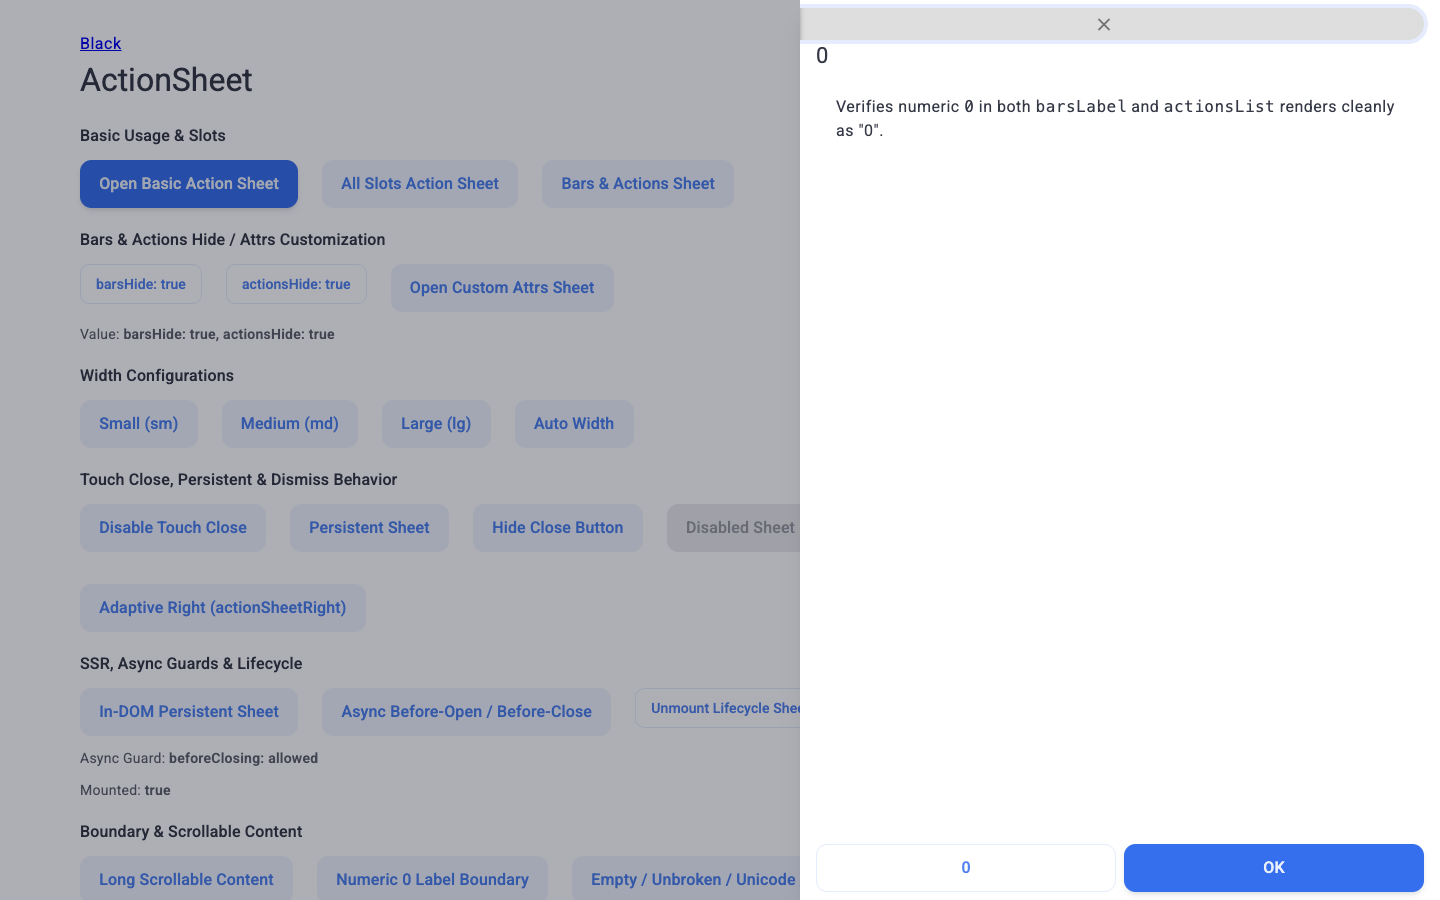 Black
ActionSheet
Basic Usage & Slots
Open Basic Action Sheet
All Slots Action Sheet
Bars & Actions Sheet
Bars & Actions Hide / Attrs Customization
barsHide: true
actionsHide: true
Open Custom Attrs Sheet
Value: barsHide: true, actionsHide: true
Width Configurations
Small (sm)
Medium (md)
Large (lg)
Auto Width
Touch Close, Persistent & Dismiss Behavior
Disable Touch Close
Persistent Sheet
Hide Close Button
Disabled Sheet
Adaptive Right (actionSheetRight)
SSR, Async Guards & Lifecycle
In-DOM Persistent Sheet
Async Before-Open / Before-Close
Unmount Lifecycle Shee
Async Guard: beforeClosing: allowed
Mounted: true
Boundary & Scrollable Content
Long Scrollable Content
Numeric 0 Label Boundary
Empty / Unbroken / Unicode
0
Verifies numeric 0 in both barsLabel and actionsList renders cleanly
as "0".
0
OK